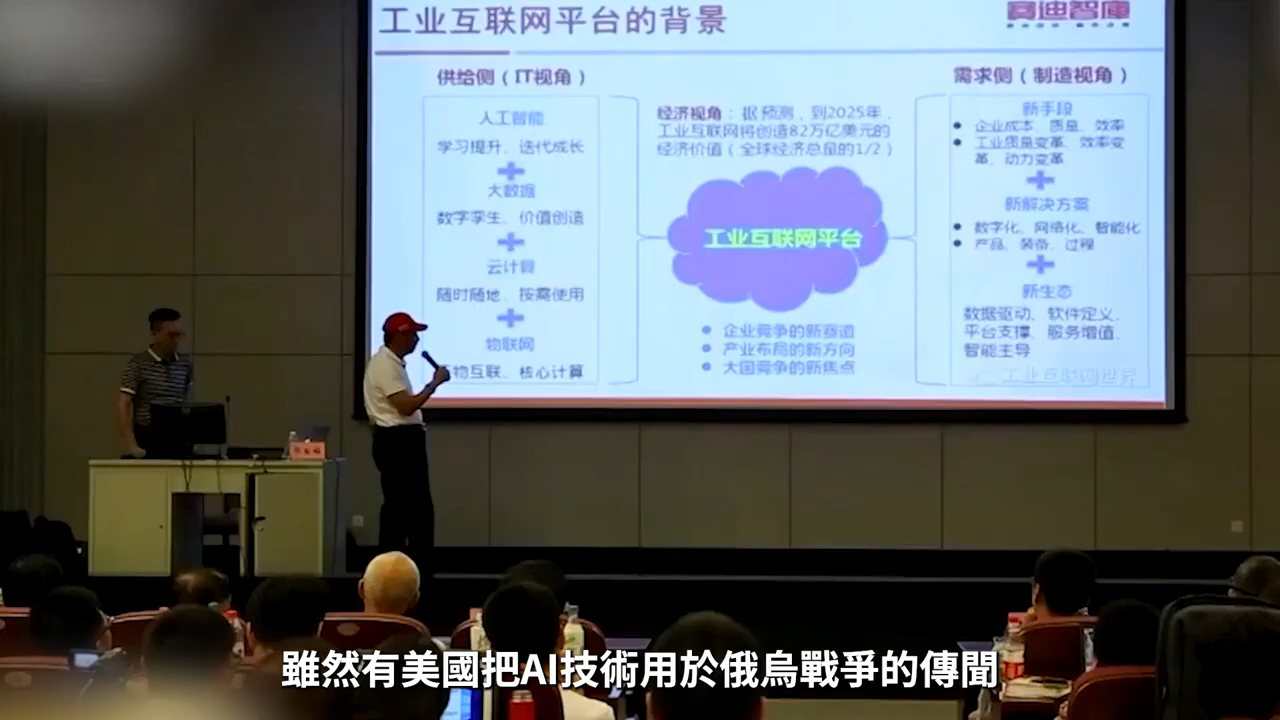 工业互联网平台的背景
赛迪智库
供给侧（IT视角）
人工智能
学习提升、迭代成长
大数据
数字孪生、价值创造
云计算
随时随地、按需使用
物联网
物互联、核心计算
经济视角：据预测，到2025年，
工业互联网将创造82万亿美元的
经济价值（全球经济总量的1/2）
工业互联网平台
企业竞争的新赛道
产业布局的新方向
大国竞争的新焦点
需求侧（制造视角）
新手段
企业成本、质量、效率
工业质量变革、效率变
革、动力变革
新解决方案
数字化、网络化、智能化
产品、装备、过程
新生态
数据驱动、软件定义、
平台支撑、服务增值、
智能主导
工业互联网世界
雖然有美國把AI技術用於俄烏戰爭的傳聞